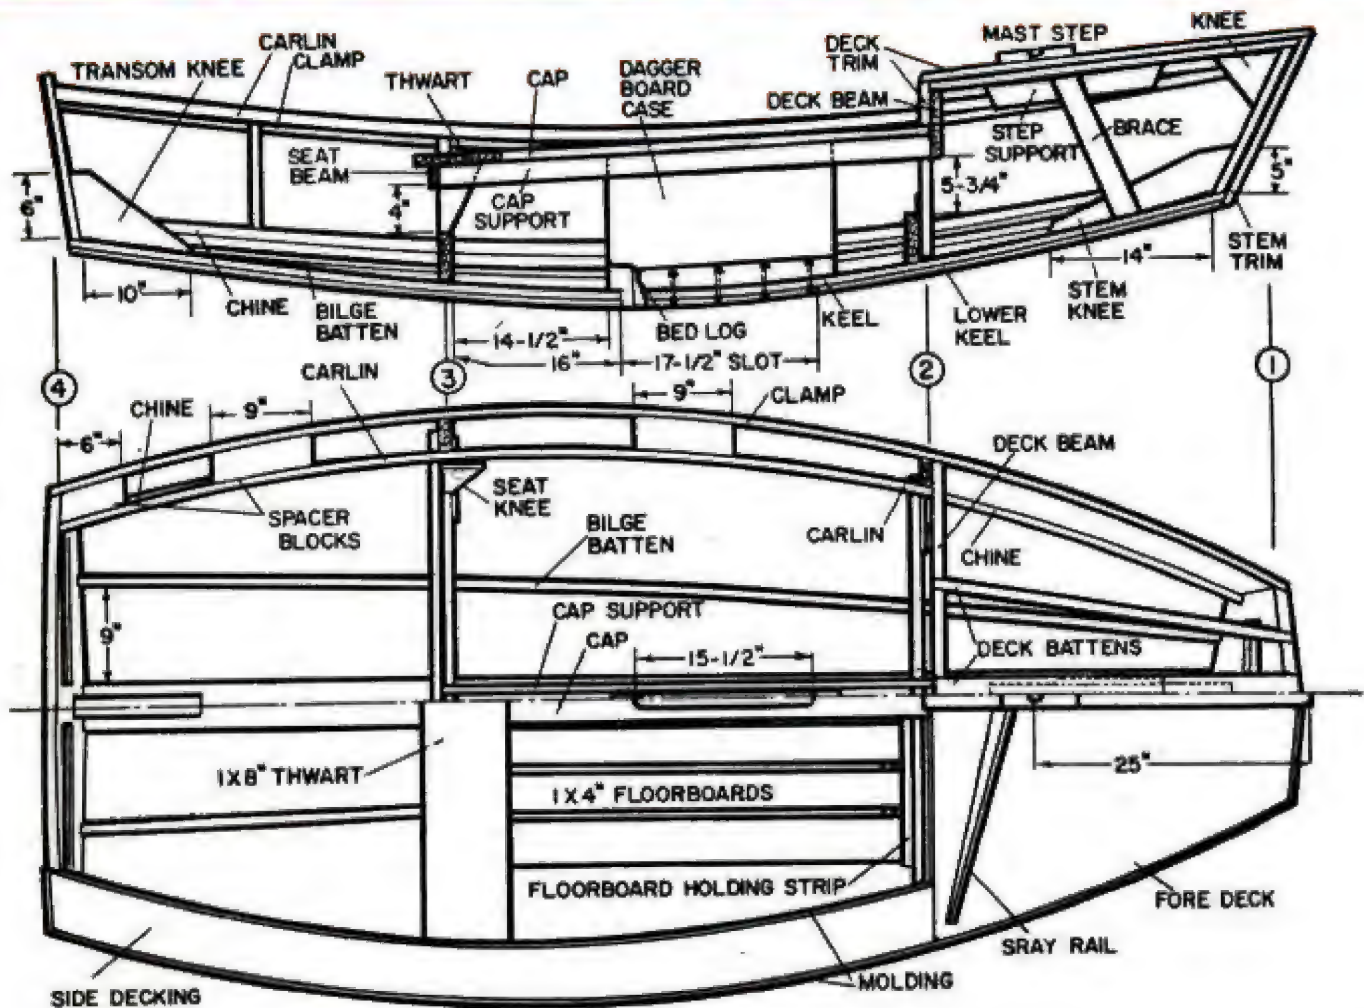 KNEE
MAST STEP
DECK
TRIM
CARLIN
CLAMP
TRANSOM KNEE
THWART
CAP
DAGGER
BOARD
CASE
DECK BEAM
BRACE
STEP
SUPPORT
SEAT
BEAM
CAP
SUPPORT
6"
4"
5-3/4"
5"
STEM
TRIM
10"
CHINE
BILGE
BATTEN
14-1/2"
16"
BED LOG
17-1/2" SLOT
KEEL
LOWER
KEEL
14"
STEM
KNEE
4
3
2
1
CARLIN
CHINE
9"
6"
9"
CLAMP
DECK BEAM
SEAT
KNEE
SPACER
BLOCKS
BILGE
BATTEN
CARLIN
CHINE
9"
CAP SUPPORT
CAP
15-1/2"
DECK BATTENS
1X8" THWART
1X4" FLOORBOARDS
25"
FLOORBOARD HOLDING STRIP
FORE DECK
SRAY RAIL
MOLDING
SIDE DECKING